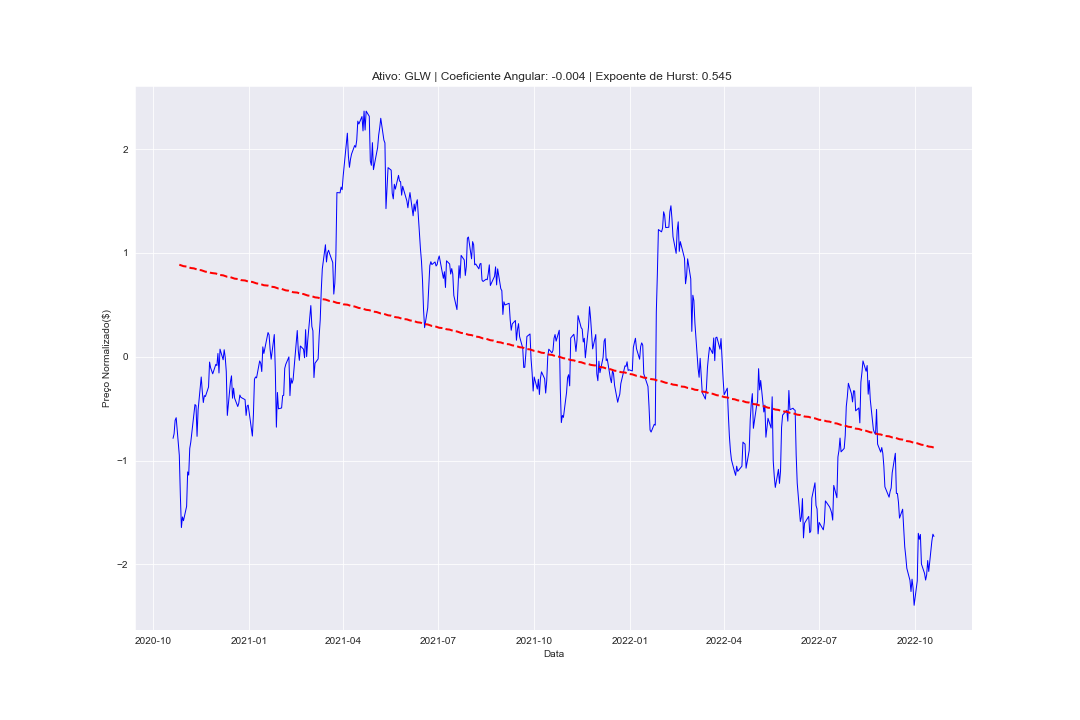 Ativo: GLW | Coeficiente Angular: -0.004 | Expoente de Hurst: 0.545
Preço Normalizado($)
2
1
0
−1
−2
2020-10 2021-01 2021-04 2021-07 2021-10 2022-01 2022-04 2022-07 2022-10
Data